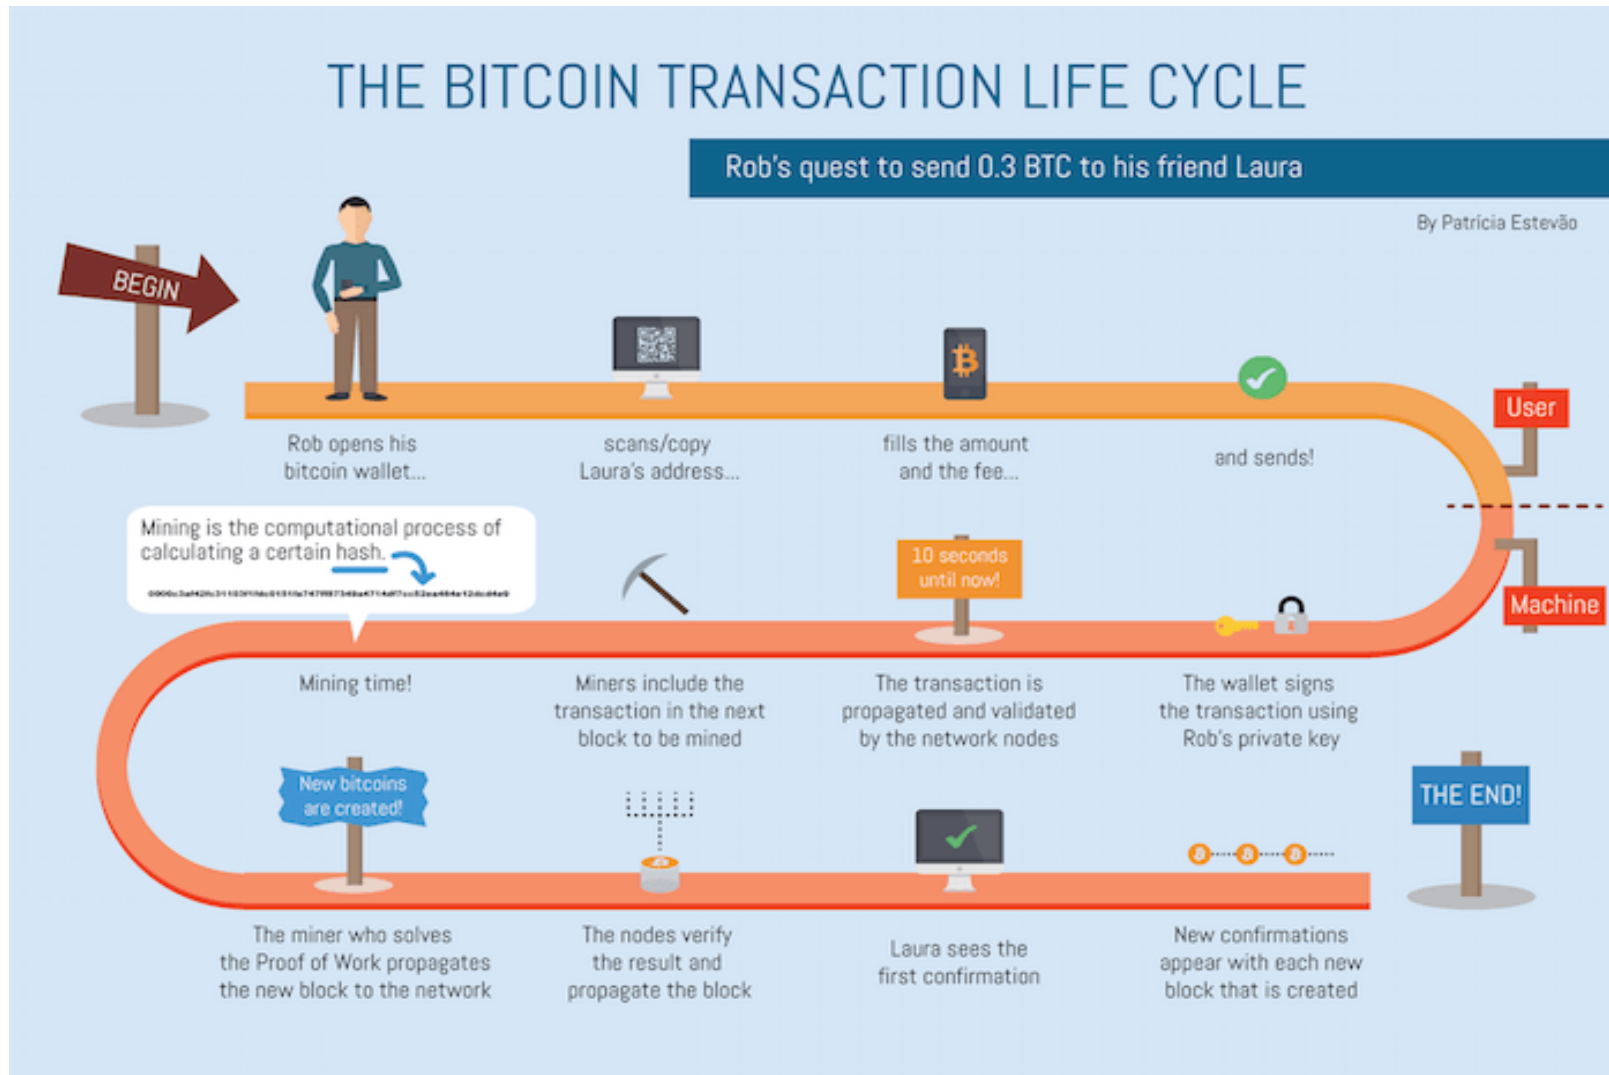 THE BITCOIN TRANSACTION LIFE CYCLE
Rob's quest to send 0.3 BTC to his friend Laura
By Patrícia Estevão
BEGIN
Rob opens his
bitcoin wallet...
scans/copy
Laura's address...
fills the amount
and the fee...
and sends!
User
Machine
The wallet signs
the transaction using
Rob's private key
10 seconds
until now!
The transaction is
propagated and validated
by the network nodes
Miners include the
transaction in the next
block to be mined
Mining is the computational process of
calculating a certain hash.
Mining time!
New bitcoins
are created!
The miner who solves
the Proof of Work propagates
the new block to the network
The nodes verify
the result and
propagate the block
Laura sees the
first confirmation
New confirmations
appear with each new
block that is created
THE END!